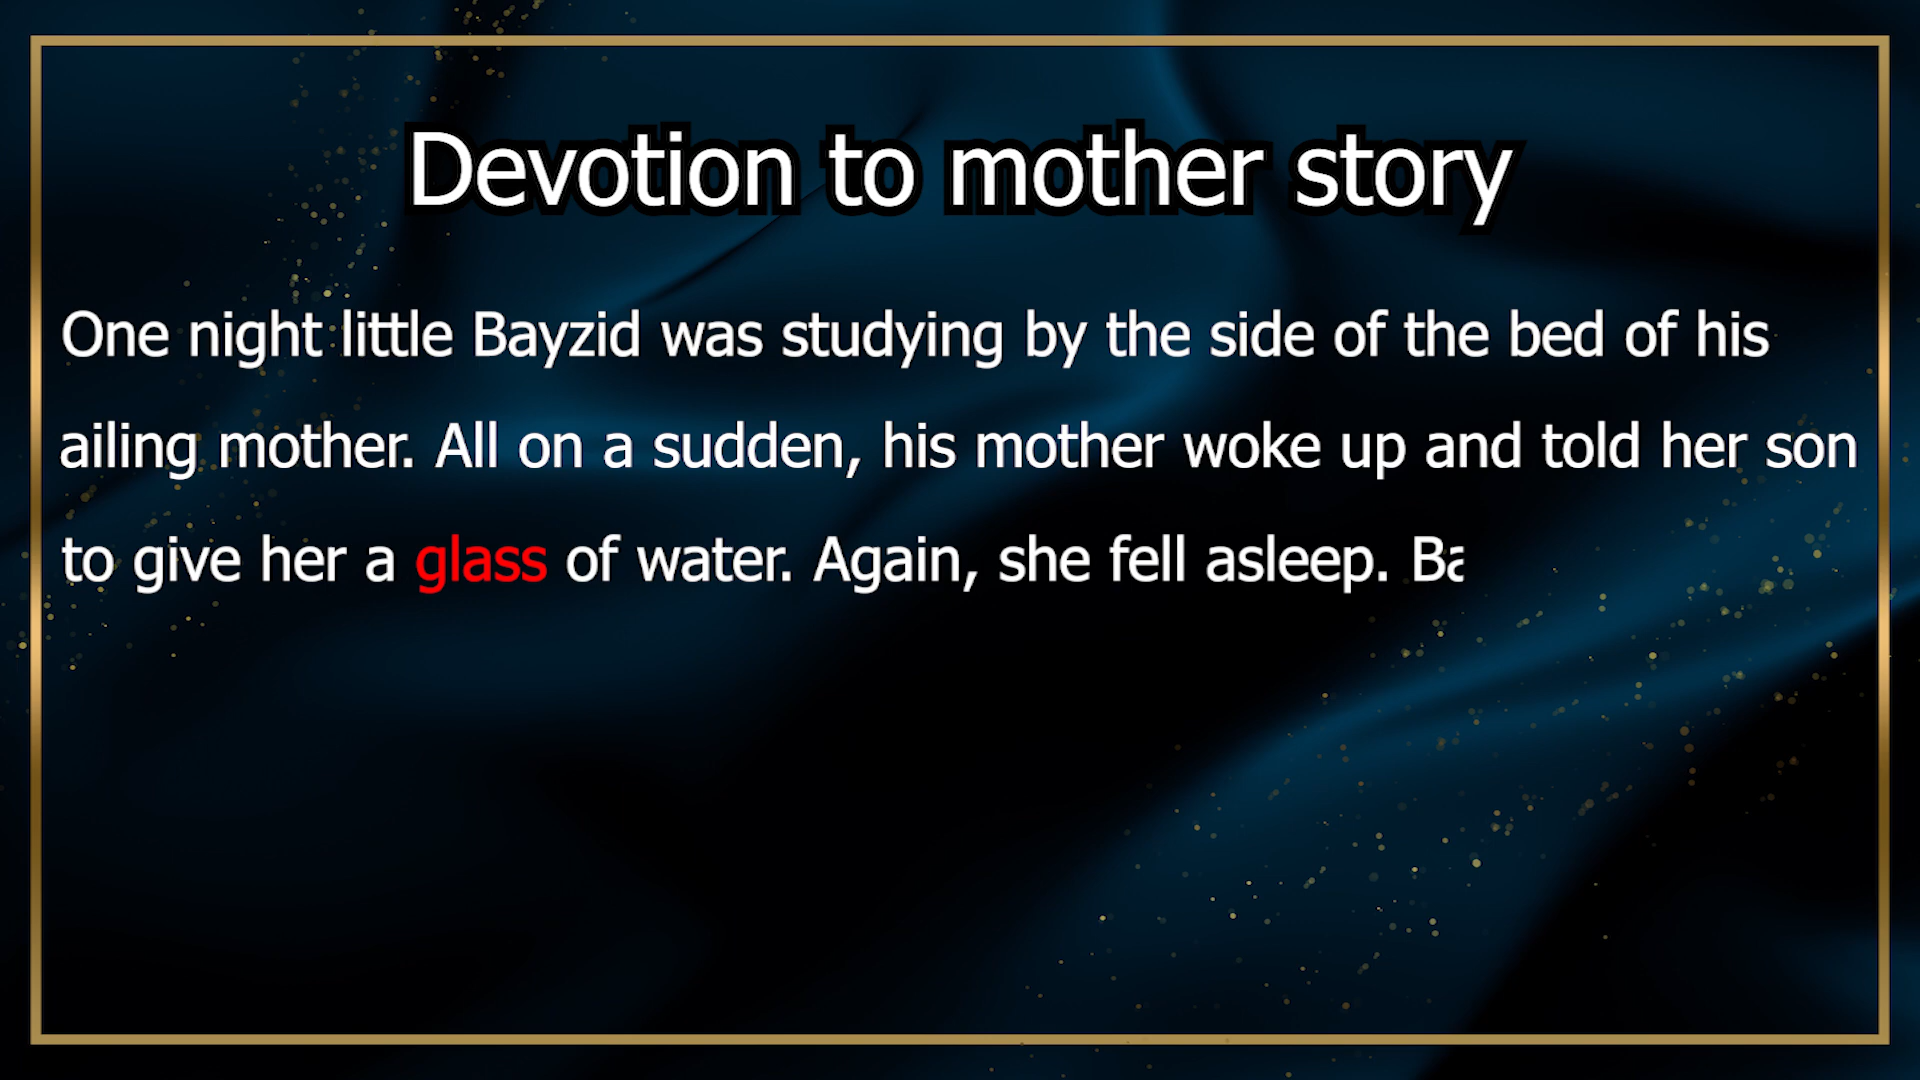 Devotion to mother story
One night little Bayzid was studying by the side of the bed of his
ailing mother. All on a sudden, his mother woke up and told her son
to give her a glass of water. Again, she fell asleep. Ba